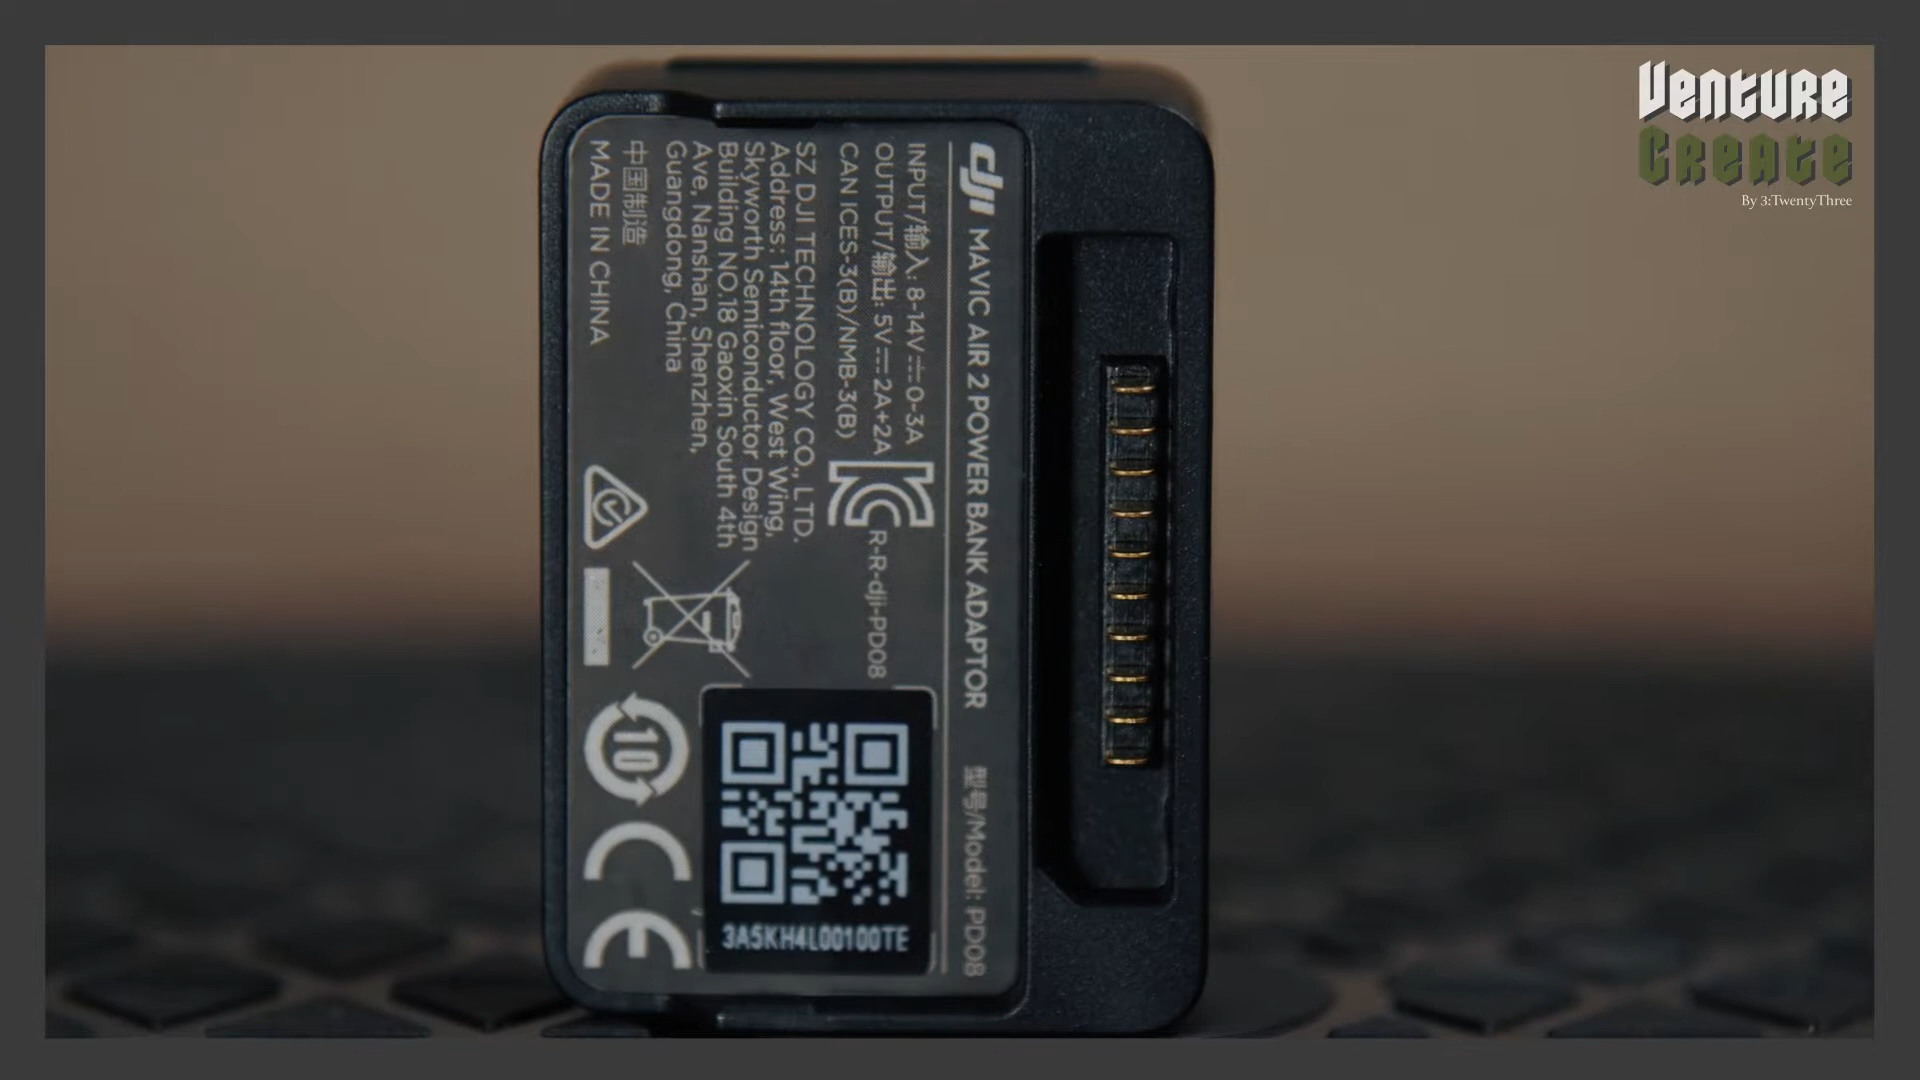 dji MAVIC AIR 2 POWER BANK ADAPTOR 型号/Model: PD08
INPUT/输入: 8-14V⎓0-3A
OUTPUT/输出: 5V⎓2A+2A
CAN ICES-3(B)/NMB-3(B)
R-R-dji-PD08
SZ DJI TECHNOLOGY CO., LTD.
Address: 14th floor, West Wing,
Skyworth Semiconductor Design
Building NO.18 Gaoxin South 4th
Ave, Nanshan, Shenzhen,
Guangdong, China
中国制造
MADE IN CHINA
10
CE
3A5KH4L00100TE
Venture
Create
By 3:TwentyThree